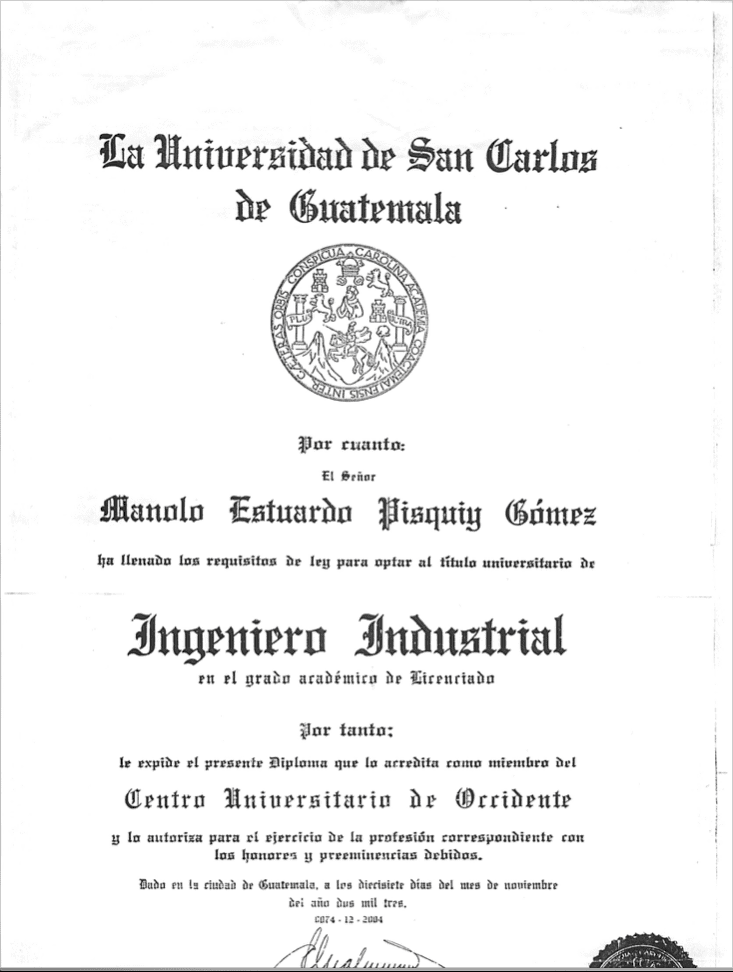 La Universidad de San Carlos
de Guatemala
INTER CÆTERAS ORBIS CONSPICUA CAROLINA ACADEMIA COACTEMALENSIS
PLUS ULTRA
Por cuanto:
El Señor
Manolo Estuardo Pisquiy Gómez
ha llenado los requisitos de ley para optar al título universitario de
Ingeniero Industrial
en el grado académico de Licenciado
Por tanto:
le expide el presente Diploma que lo acredita como miembro del
Centro Universitario de Occidente
y lo autoriza para el ejercicio de la profesión correspondiente con
los honores y preeminencias debidos.
Dado en la ciudad de Guatemala, a los diecisiete días del mes de noviembre
del año dos mil tres.
6074 - 12 - 2004